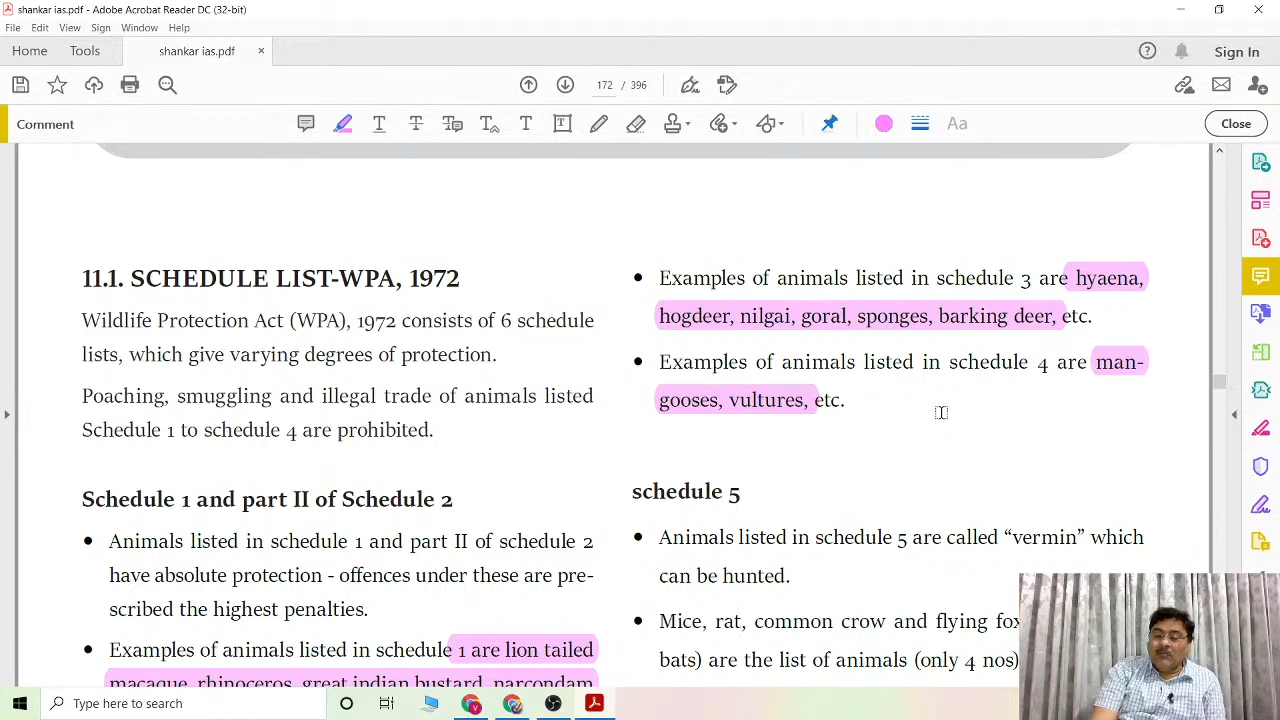 shankar ias.pdf - Adobe Acrobat Reader DC (32-bit)
File Edit View Sign Window Help
Home Tools shankar ias.pdf × Sign In
172 / 396
Comment Aa Close
11.1. SCHEDULE LIST-WPA, 1972
Wildlife Protection Act (WPA), 1972 consists of 6 schedule
lists, which give varying degrees of protection.
Poaching, smuggling and illegal trade of animals listed
Schedule 1 to schedule 4 are prohibited.
Schedule 1 and part II of Schedule 2
• Animals listed in schedule 1 and part II of schedule 2
have absolute protection - offences under these are pre-
scribed the highest penalties.
• Examples of animals listed in schedule 1 are lion tailed
macaque, rhinoceros, great indian bustard, narcondam
• Examples of animals listed in schedule 3 are hyaena,
hogdeer, nilgai, goral, sponges, barking deer, etc.
• Examples of animals listed in schedule 4 are man-
gooses, vultures, etc.
schedule 5
• Animals listed in schedule 5 are called “vermin” which
can be hunted.
• Mice, rat, common crow and flying fox
bats) are the list of animals (only 4 nos)
Type here to search